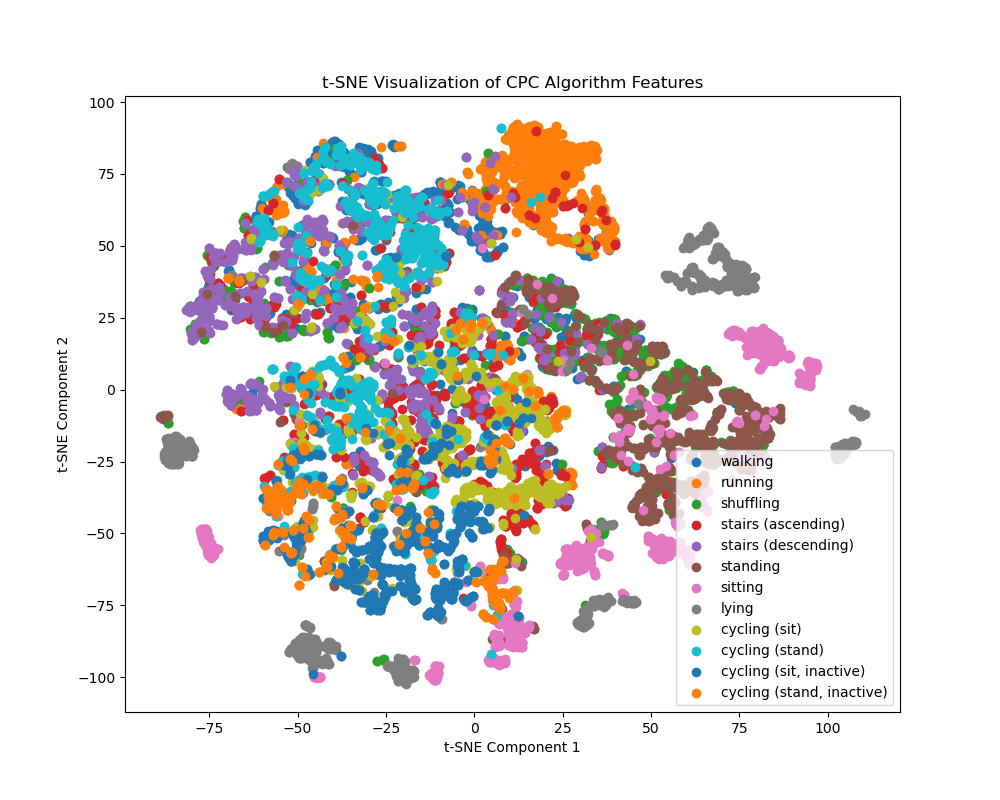 t-SNE Visualization of CPC Algorithm Features
100
75
50
25
0
−25
−50
−75
−100
t-SNE Component 2
−75
−50
−25
0
25
50
75
100
t-SNE Component 1
walking
running
shuffling
stairs (ascending)
stairs (descending)
standing
sitting
lying
cycling (sit)
cycling (stand)
cycling (sit, inactive)
cycling (stand, inactive)